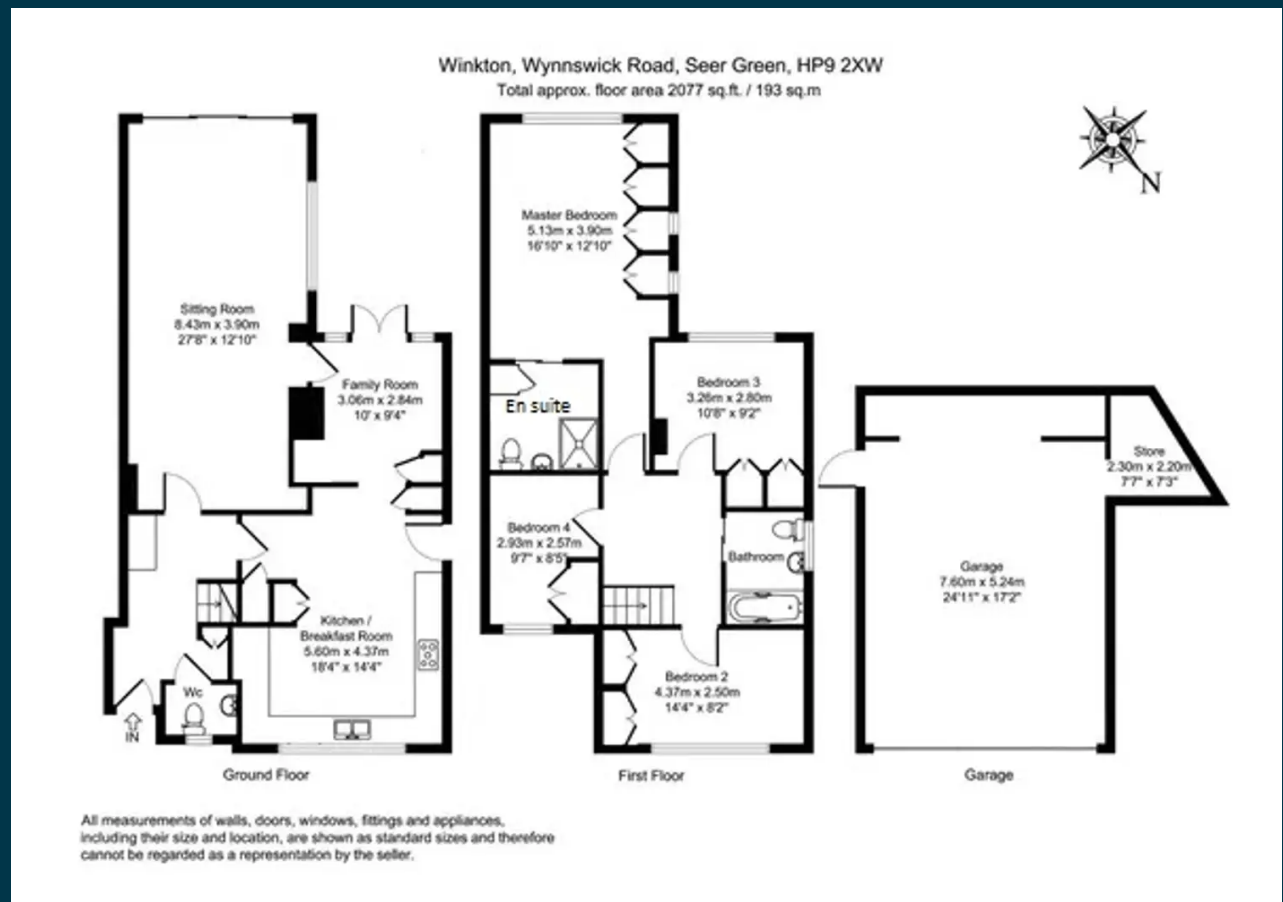 Winkton, Wynnswick Road, Seer Green, HP9 2XW
Total approx. floor area 2077 sq.ft. / 193 sq.m
N
Sitting Room
8.43m x 3.90m
27'8" x 12'10"
Family Room
3.06m x 2.84m
10' x 9'4"
Kitchen /
Breakfast Room
5.60m x 4.37m
18'4" x 14'4"
Wc
IN
Ground Floor
Master Bedroom
5.13m x 3.90m
16'10" x 12'10"
En suite
Bedroom 3
3.26m x 2.80m
10'8" x 9'2"
Bedroom 4
2.93m x 2.57m
9'7" x 8'5"
Bathroom
Bedroom 2
4.37m x 2.50m
14'4" x 8'2"
First Floor
Store
2.30m x 2.20m
7'7" x 7'3"
Garage
7.60m x 5.24m
24'11" x 17'2"
Garage
All measurements of walls, doors, windows, fittings and appliances,
including their size and location, are shown as standard sizes and therefore
cannot be regarded as a representation by the seller.